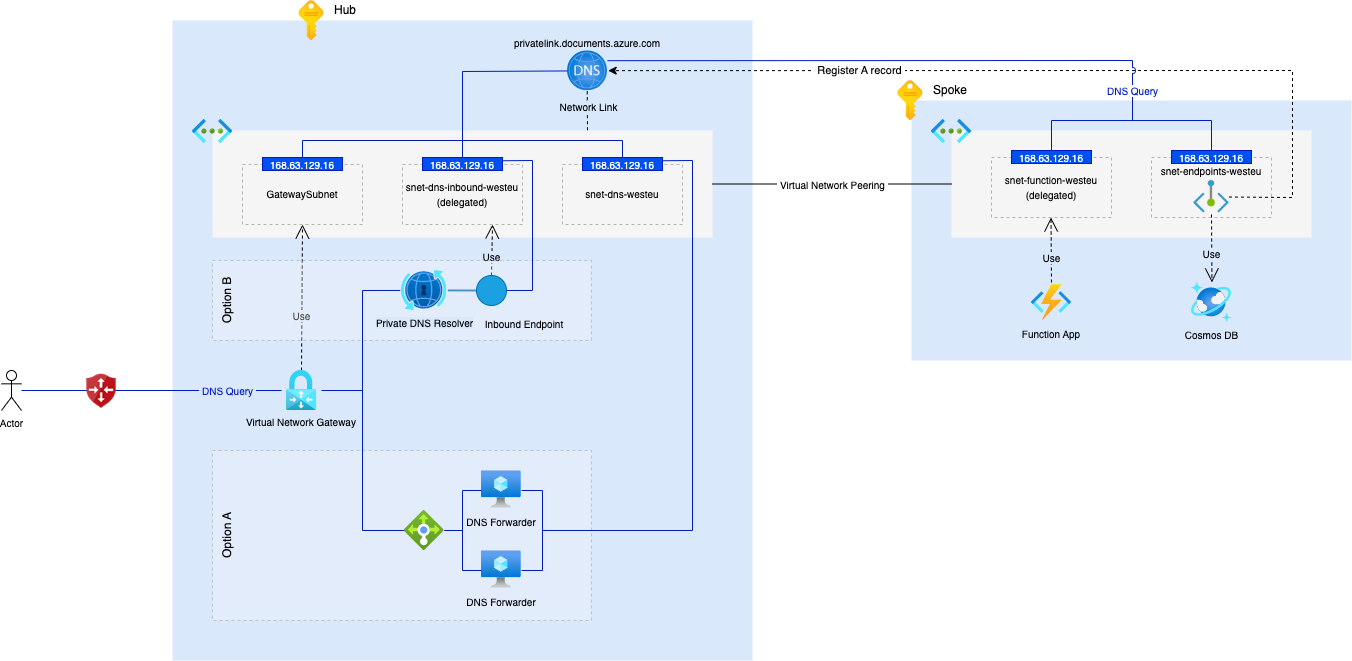 Hub
privatelink.documents.azure.com
DNS
Register A record
Network Link
Spoke
DNS Query
168.63.129.16
168.63.129.16
168.63.129.16
168.63.129.16
168.63.129.16
GatewaySubnet
snet-dns-inbound-westeu
(delegated)
snet-dns-westeu
Virtual Network Peering
snet-function-westeu
(delegated)
snet-endpoints-westeu
Use
Use
Use
Use
Option B
Private DNS Resolver
Inbound Endpoint
Function App
Cosmos DB
Actor
DNS Query
Virtual Network Gateway
Option A
DNS Forwarder
DNS Forwarder